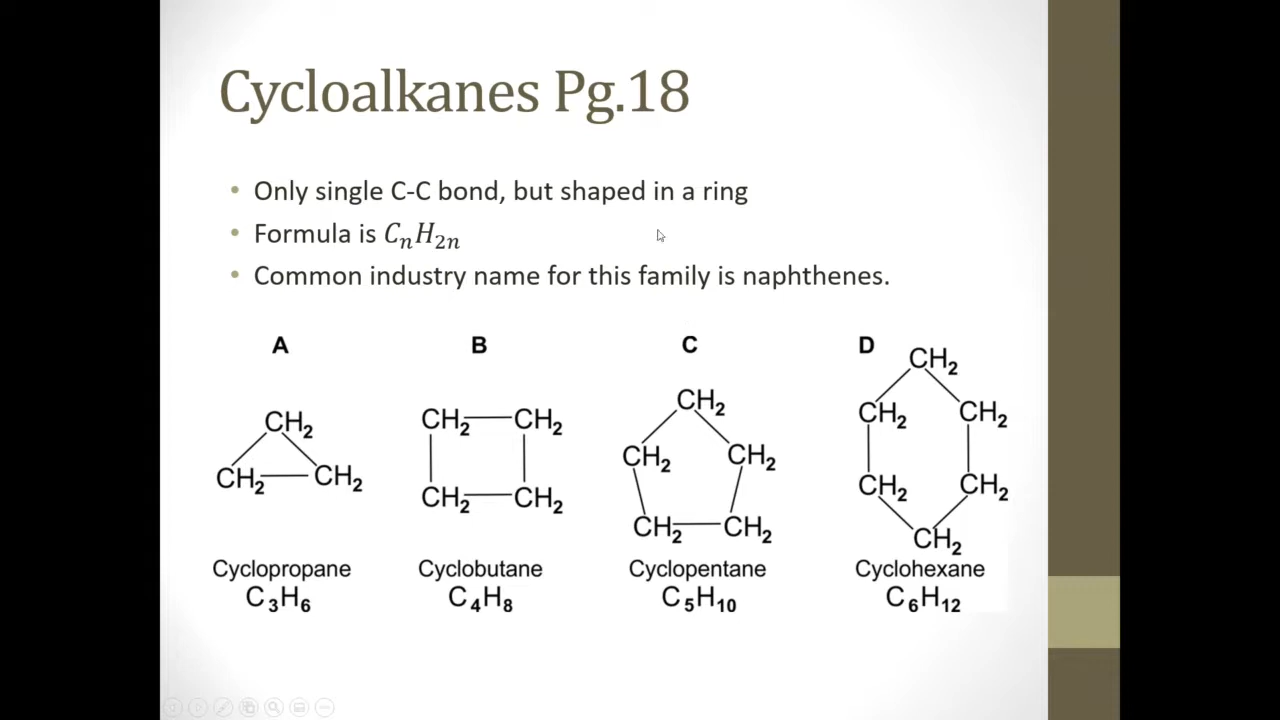 Cycloalkanes Pg.18
• Only single C-C bond, but shaped in a ring
• Formula is CₙH₂ₙ
• Common industry name for this family is naphthenes.
A B C D
CH₂
CH₂ CH₂
CH₂ CH₂
CH₂ CH₂
CH₂
CH₂ CH₂
CH₂ CH₂
CH₂
CH₂ CH₂
CH₂ CH₂
CH₂
Cyclopropane Cyclobutane Cyclopentane Cyclohexane
C₃H₆ C₄H₈ C₅H₁₀ C₆H₁₂